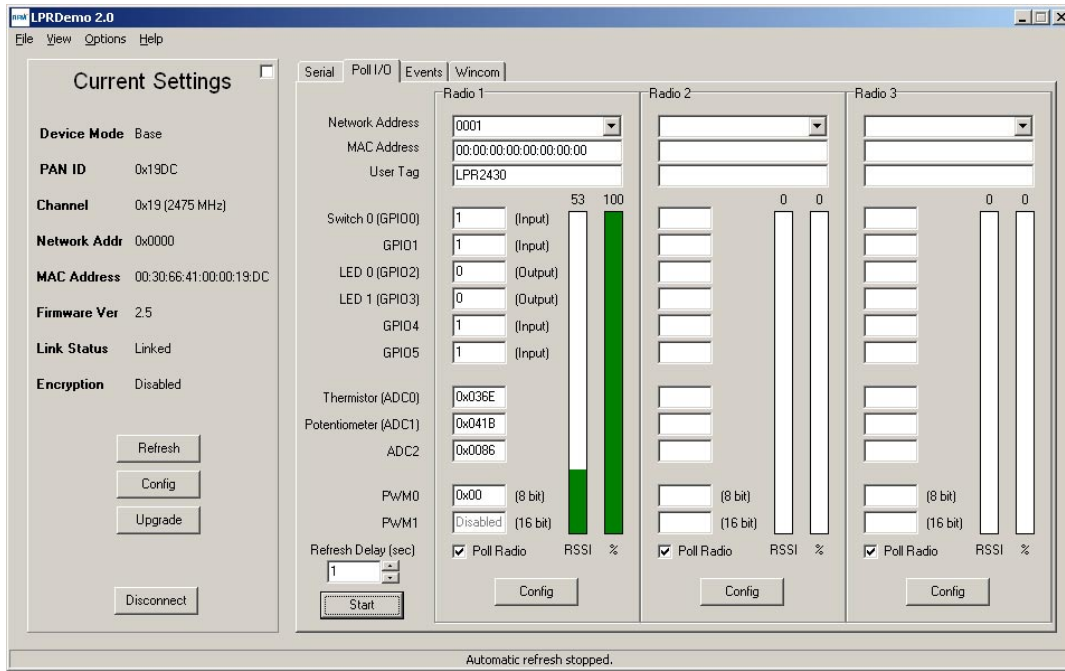 RFM LPRDemo 2.0
File View Options Help
Current Settings
Device Mode Base
PAN ID 0x19DC
Channel 0x19 (2475 MHz)
Network Addr 0x0000
MAC Address 00:30:66:41:00:00:19:DC
Firmware Ver 2.5
Link Status Linked
Encryption Disabled
Refresh
Config
Upgrade
Disconnect
Serial Poll I/O Events Wincom
Radio 1 Radio 2 Radio 3
Network Address 0001
MAC Address 00:00:00:00:00:00:00:00
User Tag LPR2430
53 100 0 0 0 0
Switch 0 (GPIO0) 1 (Input)
GPIO1 1 (Input)
LED 0 (GPIO2) 0 (Output)
LED 1 (GPIO3) 0 (Output)
GPIO4 1 (Input)
GPIO5 1 (Input)
Thermistor (ADC0) 0x036E
Potentiometer (ADC1) 0x041B
ADC2 0x0086
PWM0 0x00 (8 bit) (8 bit) (8 bit)
PWM1 Disabled (16 bit) (16 bit) (16 bit)
Refresh Delay (sec) Poll Radio RSSI % Poll Radio RSSI % Poll Radio RSSI %
1
Start Config Config Config
Automatic refresh stopped.